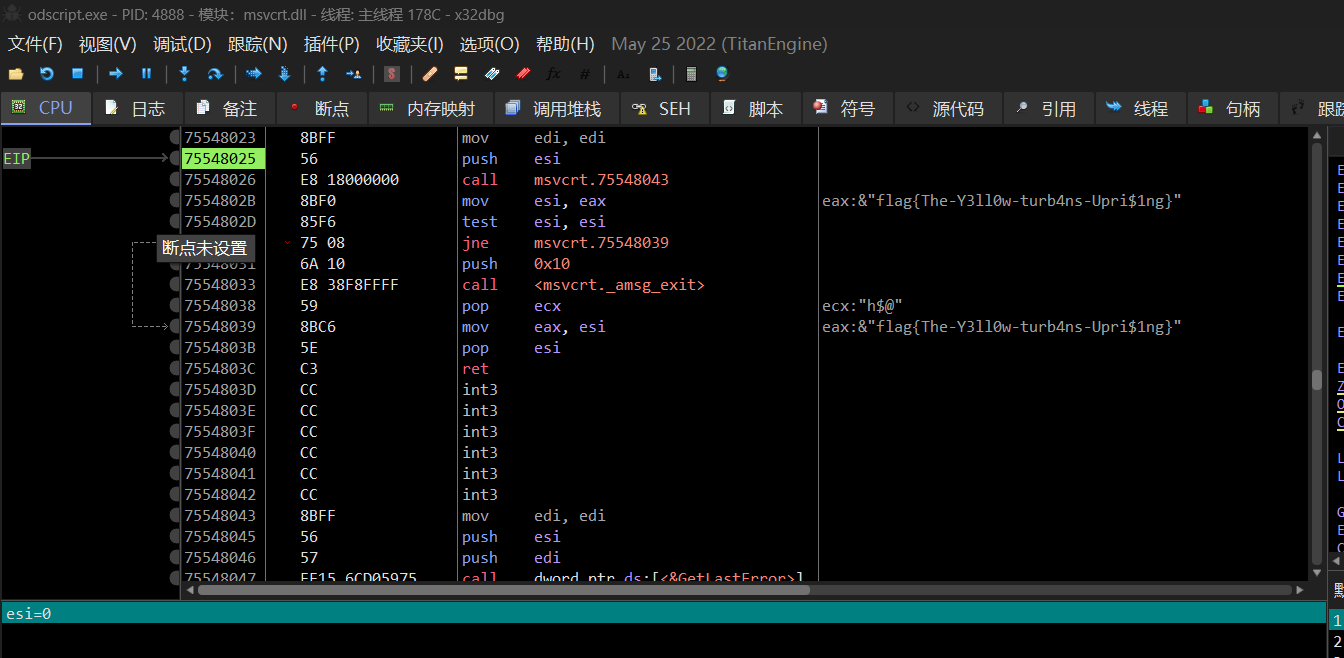 odscript.exe - PID: 4888 - 模块: msvcrt.dll - 线程: 主线程 178C - x32dbg
文件(F) 视图(V) 调试(D) 跟踪(N) 插件(P) 收藏夹(I) 选项(O) 帮助(H) May 25 2022 (TitanEngine)
CPU 日志 备注 断点 内存映射 调用堆栈 SEH 脚本 符号 源代码 引用 线程 句柄 跟踪
75548023 8BFF mov edi, edi
EIP 75548025 56 push esi
75548026 E8 18000000 call msvcrt.75548043
7554802B 8BF0 mov esi, eax eax:&"flag{The-Y3ll0w-turb4ns-Upri$1ng}"
7554802D 85F6 test esi, esi
断点未设置 75 08 jne msvcrt.75548039
75548031 6A 10 push 0x10
75548033 E8 38F8FFFF call <msvcrt._amsg_exit>
75548038 59 pop ecx ecx:"h$@"
75548039 8BC6 mov eax, esi eax:&"flag{The-Y3ll0w-turb4ns-Upri$1ng}"
7554803B 5E pop esi
7554803C C3 ret
7554803D CC int3
7554803E CC int3
7554803F CC int3
75548040 CC int3
75548041 CC int3
75548042 CC int3
75548043 8BFF mov edi, edi
75548045 56 push esi
75548046 57 push edi
75548047 FF15 6CD05975 call dword ptr ds:[<&GetLastError>]
esi=0
1
2